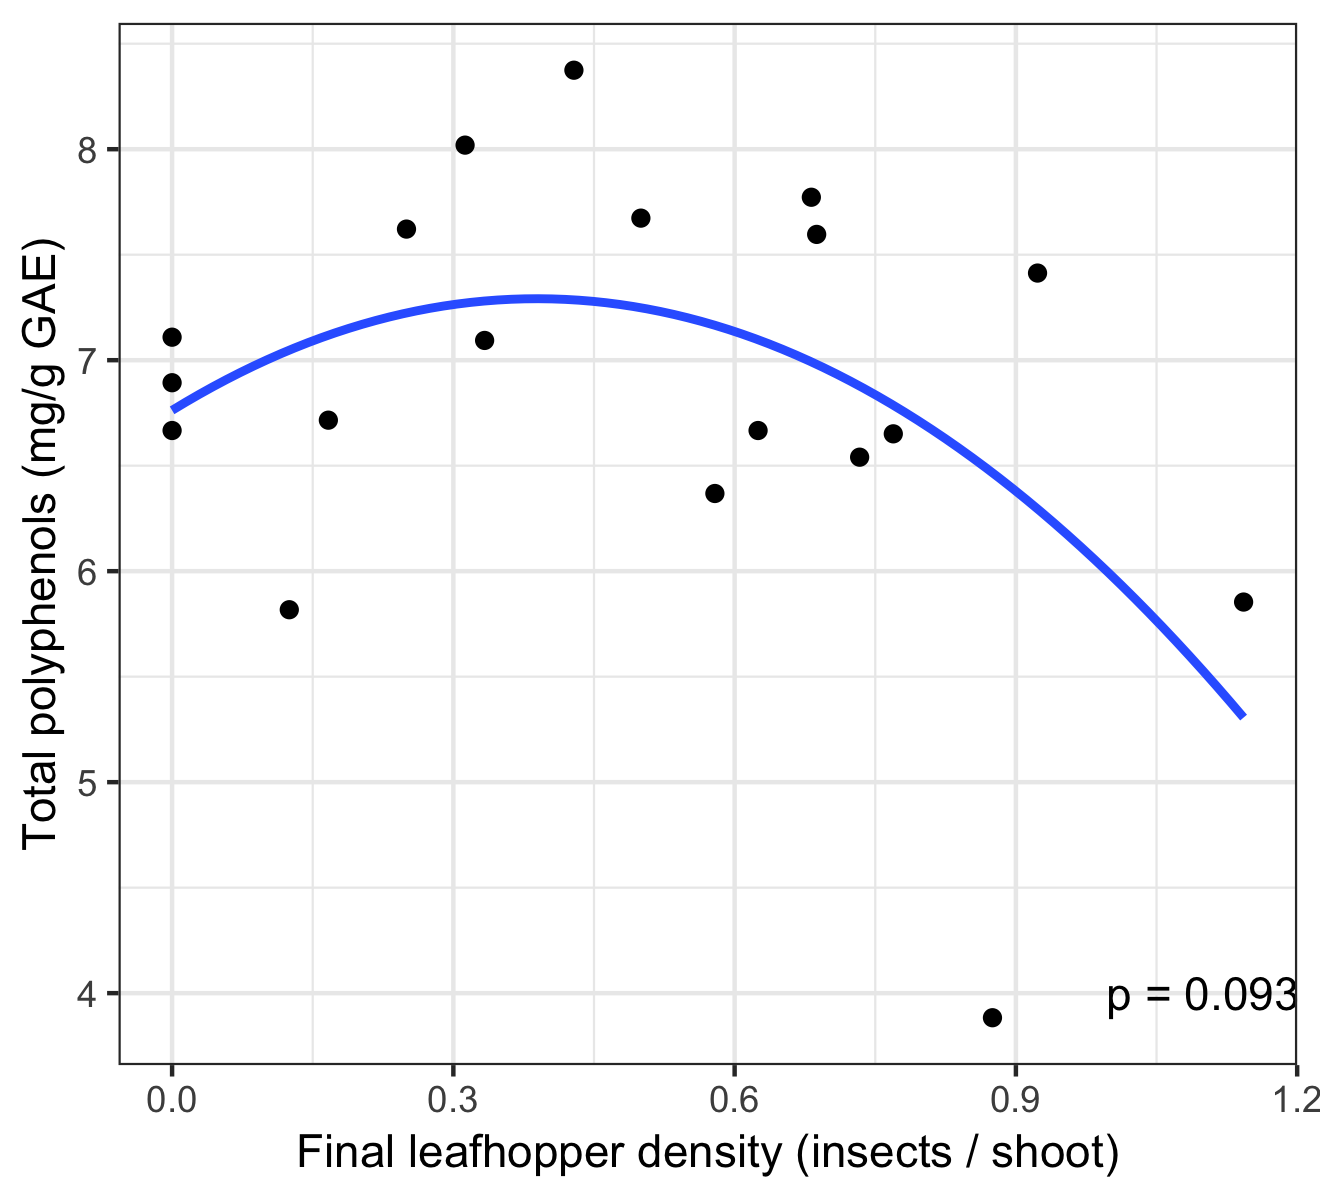 Total polyphenols (mg/g GAE)
8
7
6
5
4
p = 0.093
0.0 0.3 0.6 0.9 1.2
Final leafhopper density (insects / shoot)